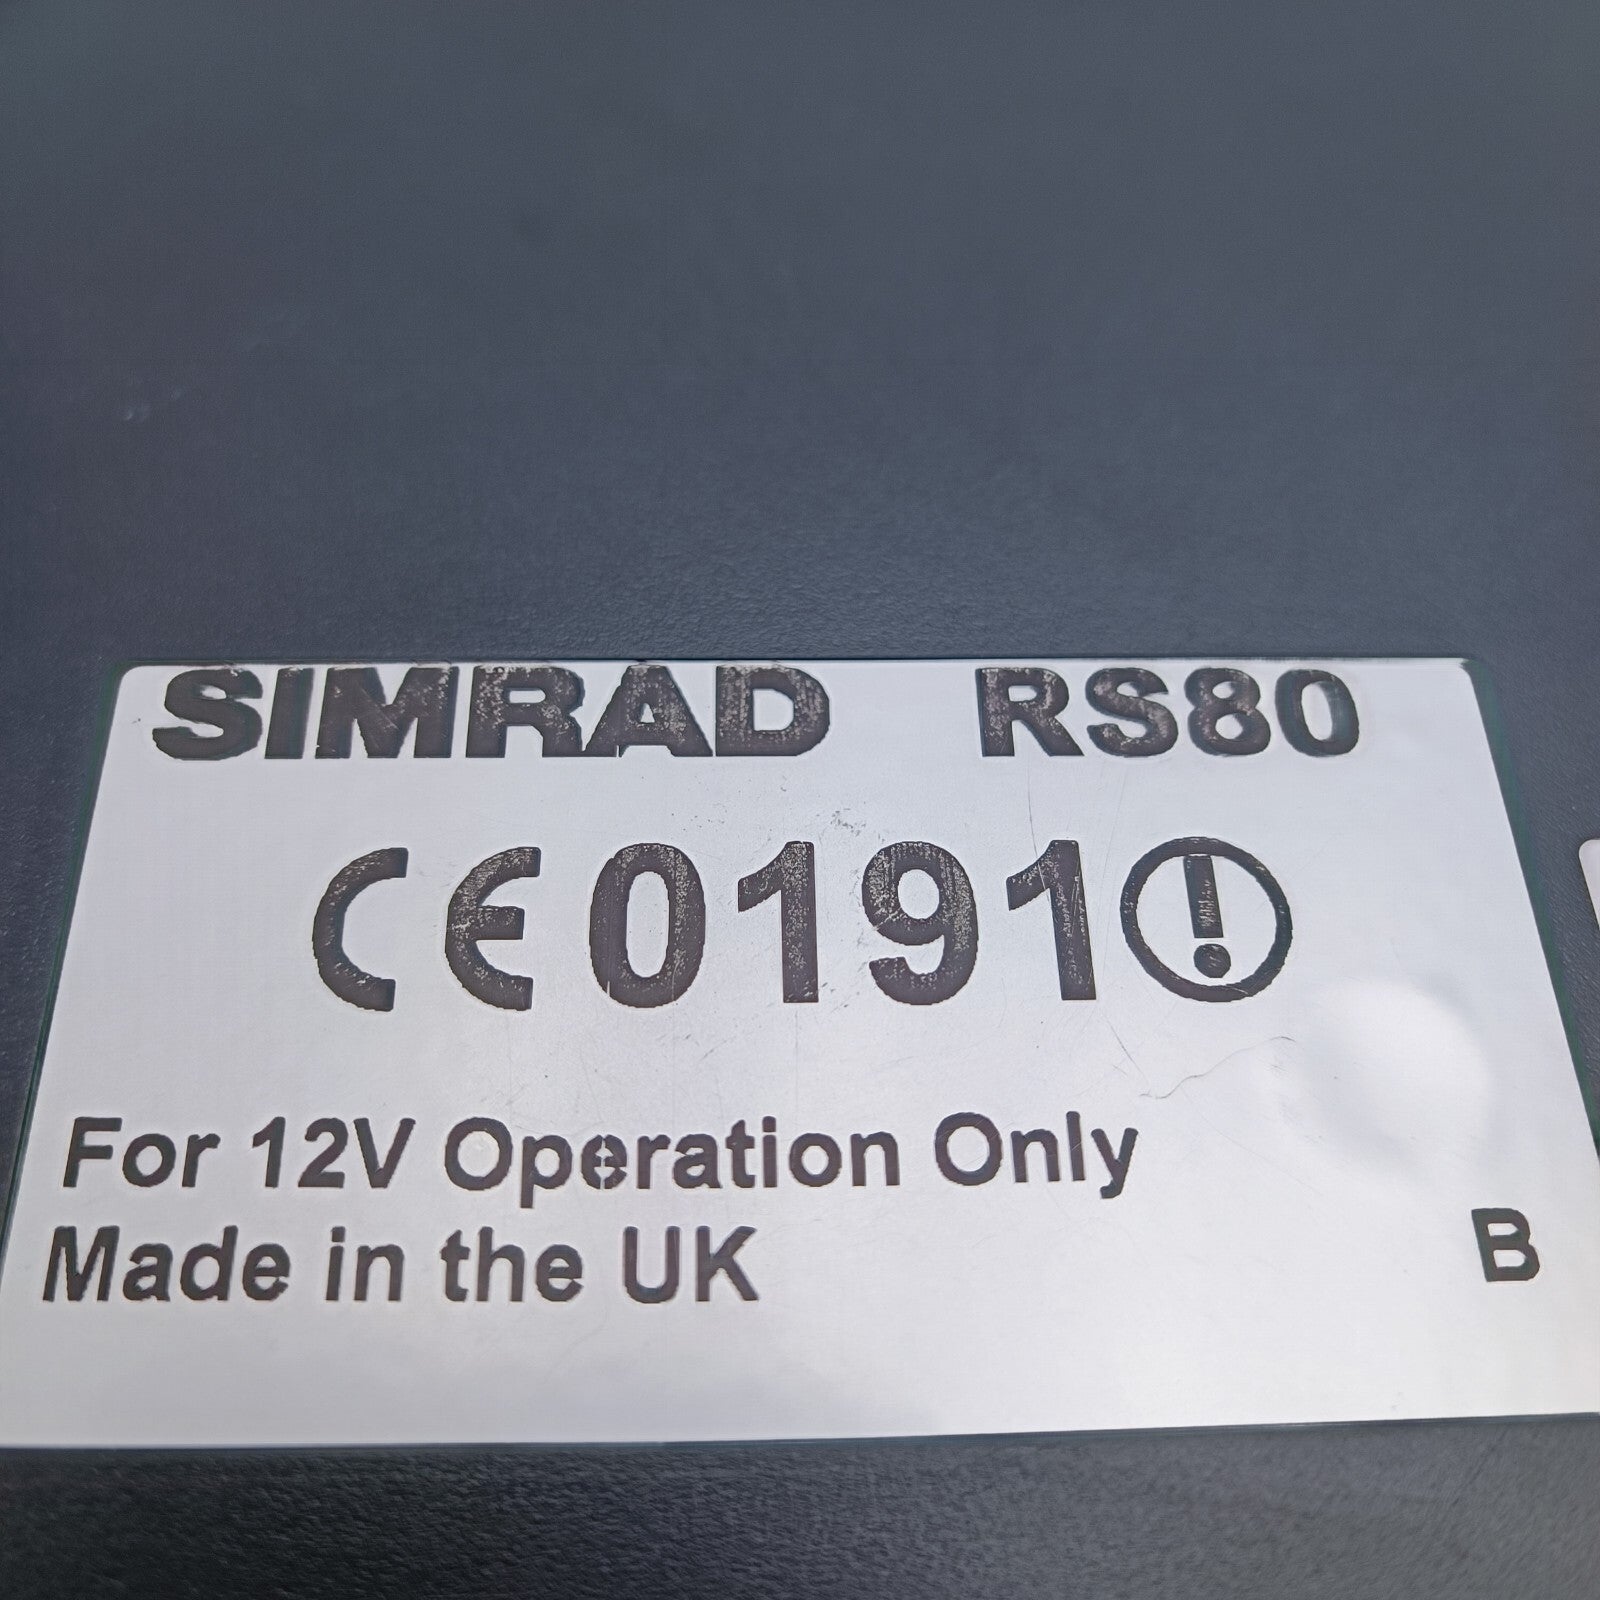 SIMRAD RS80
CE0191!
For 12V Operation Only
Made in the UK
B